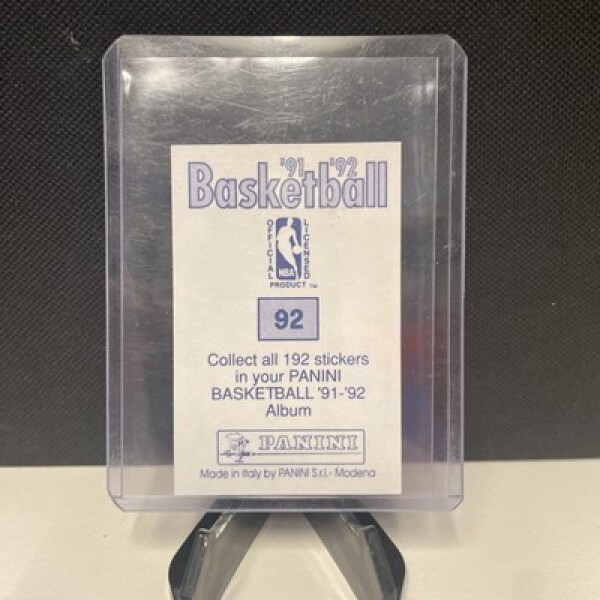 '91 '92
Basketball
OFFICIAL LICENSED
NBA
PRODUCT ™
92
Collect all 192 stickers
in your PANINI
BASKETBALL '91-'92
Album
PANINI
Made in Italy by PANINI S.r.l.- Modena